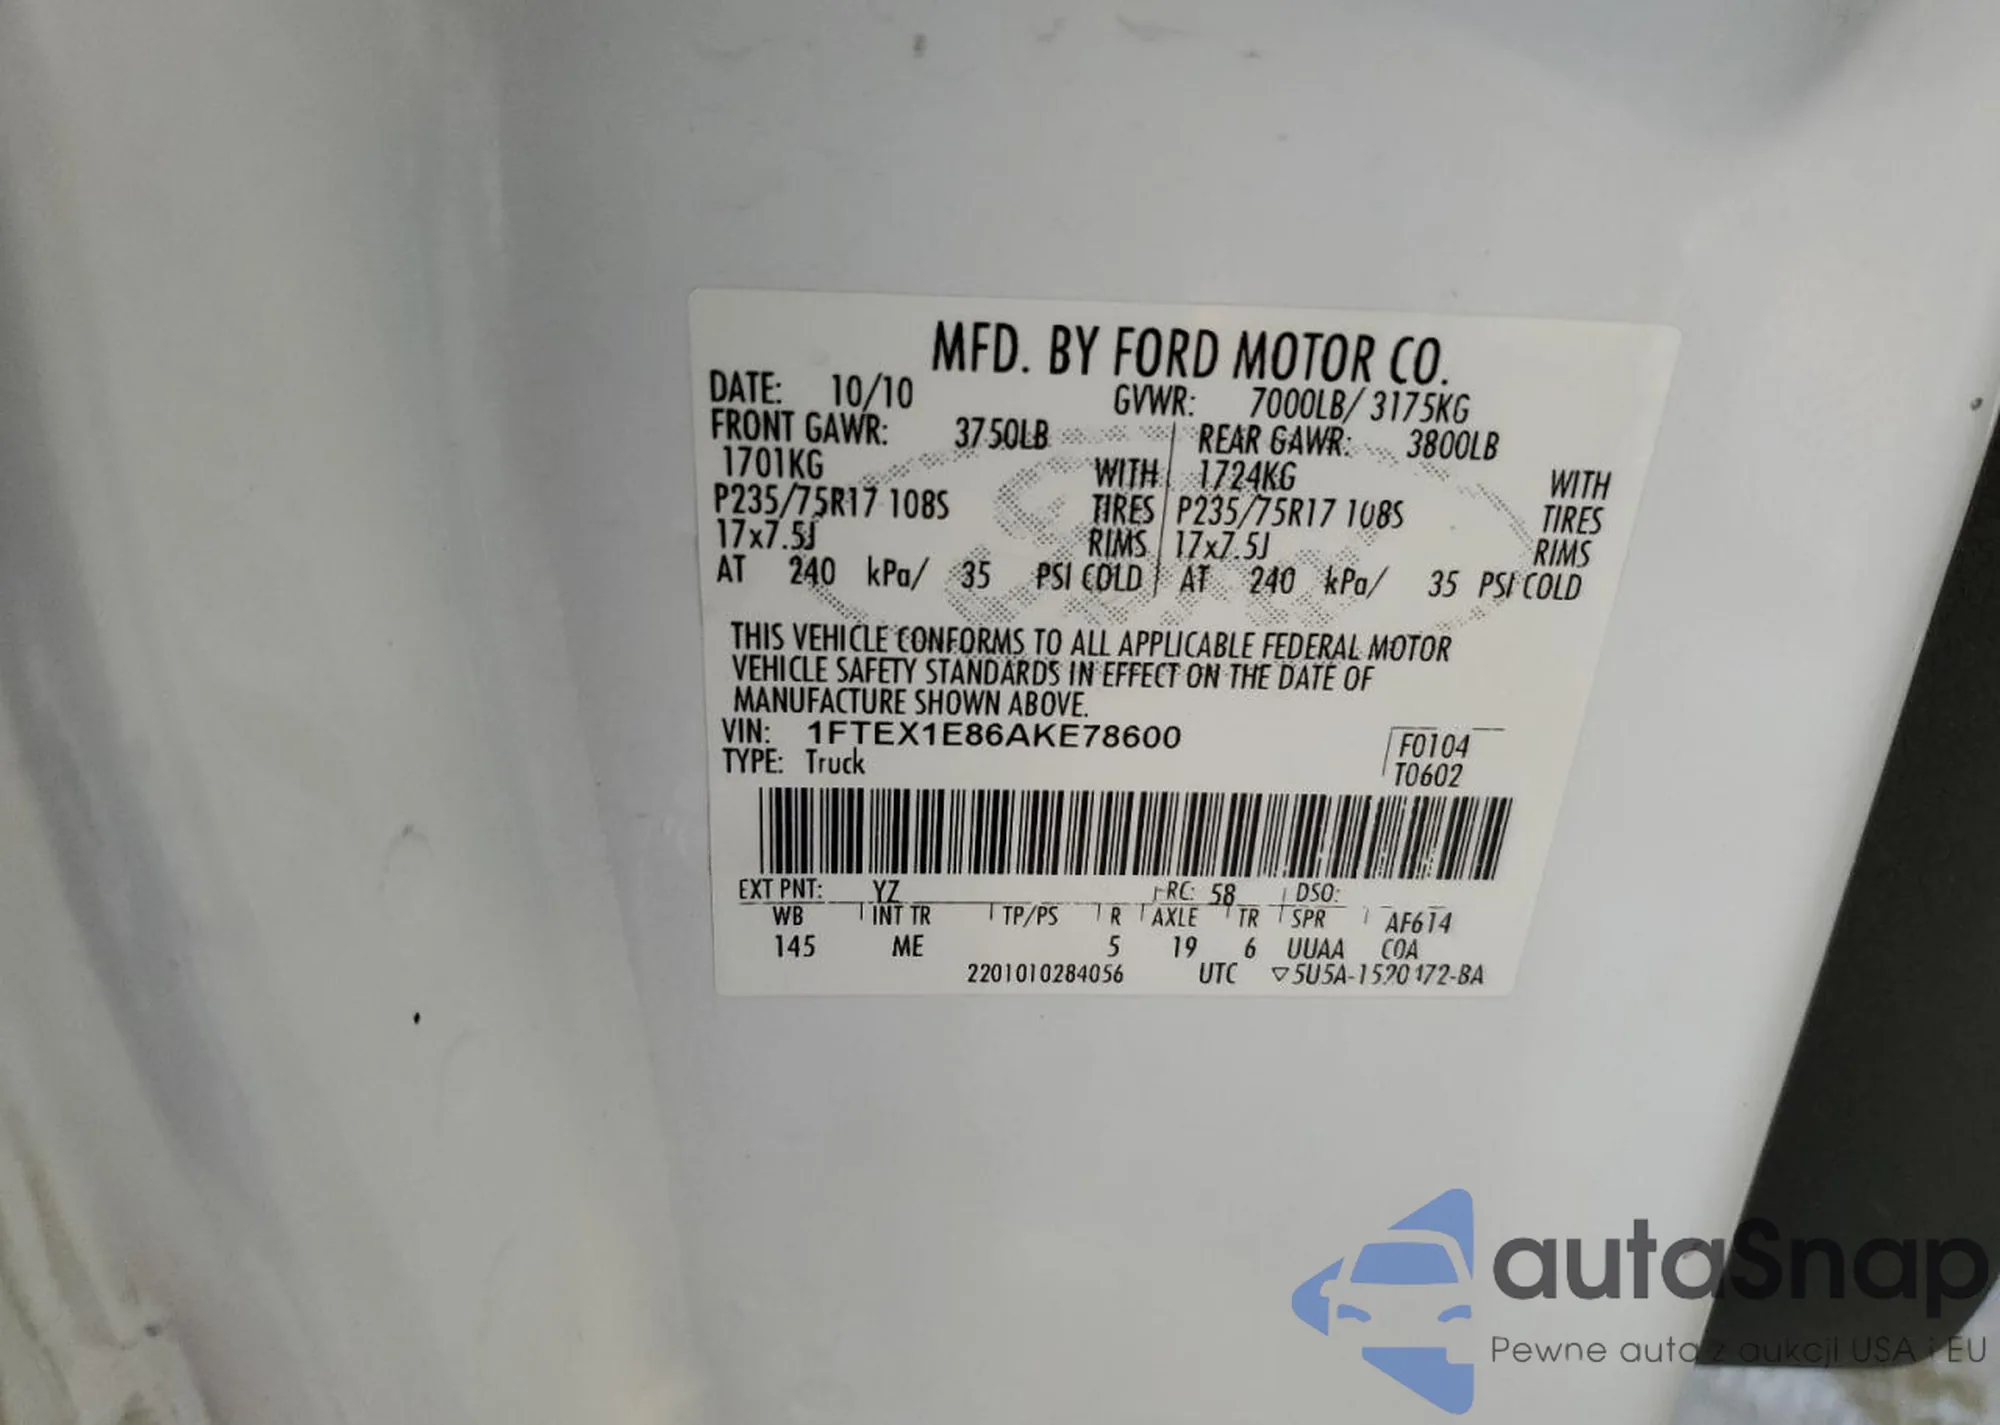 MFD. BY FORD MOTOR CO.
DATE: 10/10 GVWR: 7000LB/ 3175KG
FRONT GAWR: 3750LB REAR GAWR: 3800LB
1701KG WITH 1724KG WITH
P235/75R17 108S TIRES P235/75R17 108S TIRES
17x7.5J RIMS 17x7.5J RIMS
AT 240 kPa/ 35 PSI COLD AT 240 kPa/ 35 PSI COLD
THIS VEHICLE CONFORMS TO ALL APPLICABLE FEDERAL MOTOR
VEHICLE SAFETY STANDARDS IN EFFECT ON THE DATE OF
MANUFACTURE SHOWN ABOVE.
VIN: 1FTEX1E86AKE78600 F0104
TYPE: Truck T0602
EXT PNT: YZ RC: 58 DSO:
WB INT TR TP/PS R AXLE TR SPR AF614
145 ME 5 19 6 UUAA COA
2201010284056 UTC ▽5U5A-1520472-BA
autaSnap
Pewne auta z aukcji USA i EU